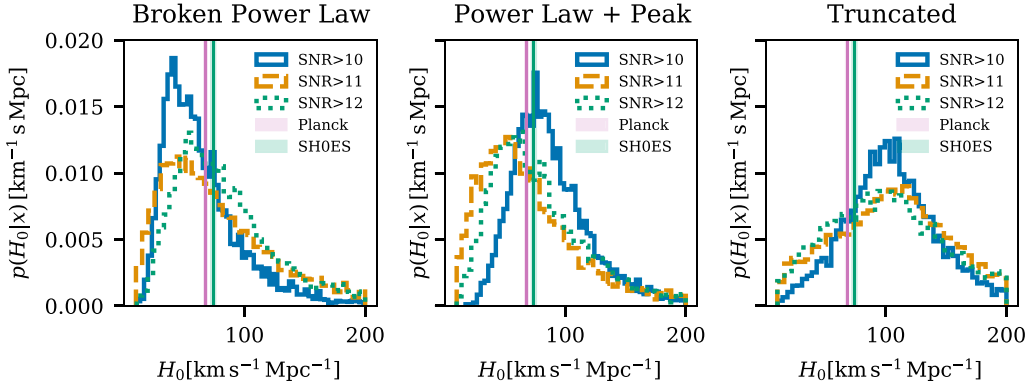 Broken Power Law
Power Law + Peak
Truncated
p(H₀|x) [km⁻¹ s Mpc]
0.020
0.015
0.010
0.005
0.000
SNR>10
SNR>11
SNR>12
Planck
SH0ES
100
200
H₀[km s⁻¹ Mpc⁻¹]
p(H₀|x) [km⁻¹ s Mpc]
SNR>10
SNR>11
SNR>12
Planck
SH0ES
100
200
H₀[km s⁻¹ Mpc⁻¹]
p(H₀|x) [km⁻¹ s Mpc]
SNR>10
SNR>11
SNR>12
Planck
SH0ES
100
200
H₀[km s⁻¹ Mpc⁻¹]